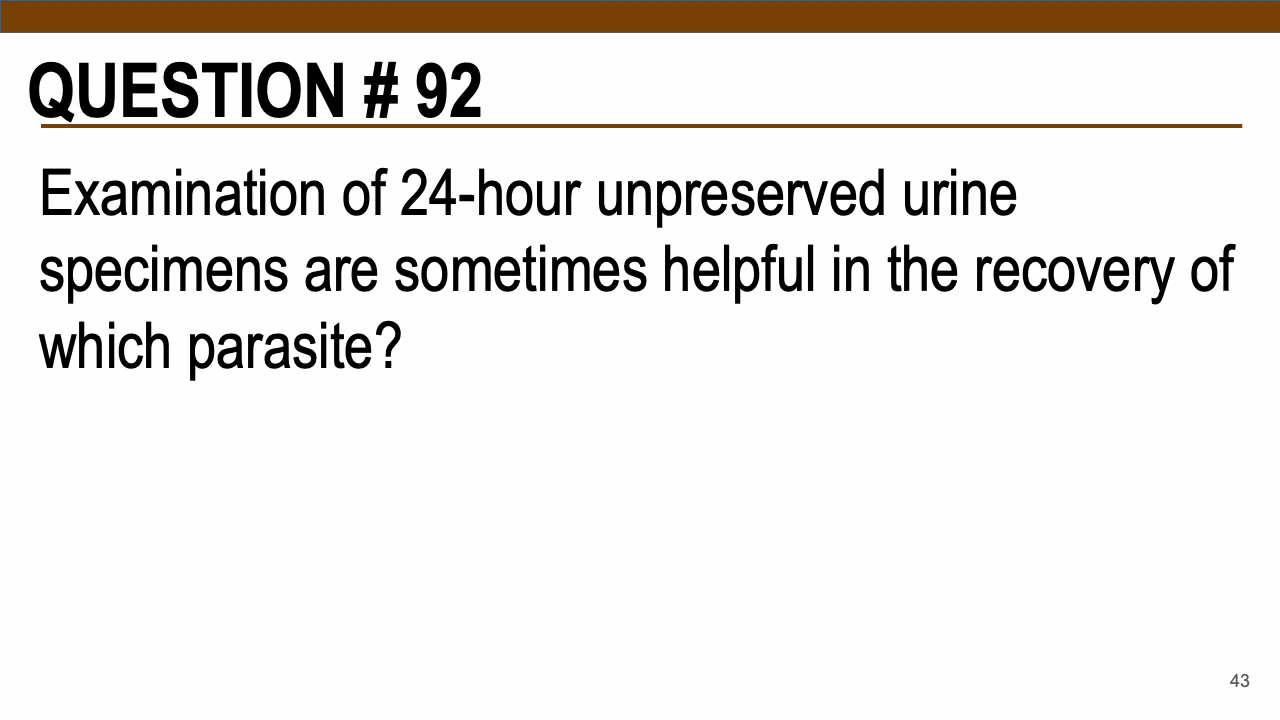 QUESTION # 92
Examination of 24-hour unpreserved urine
specimens are sometimes helpful in the recovery of
which parasite?
43